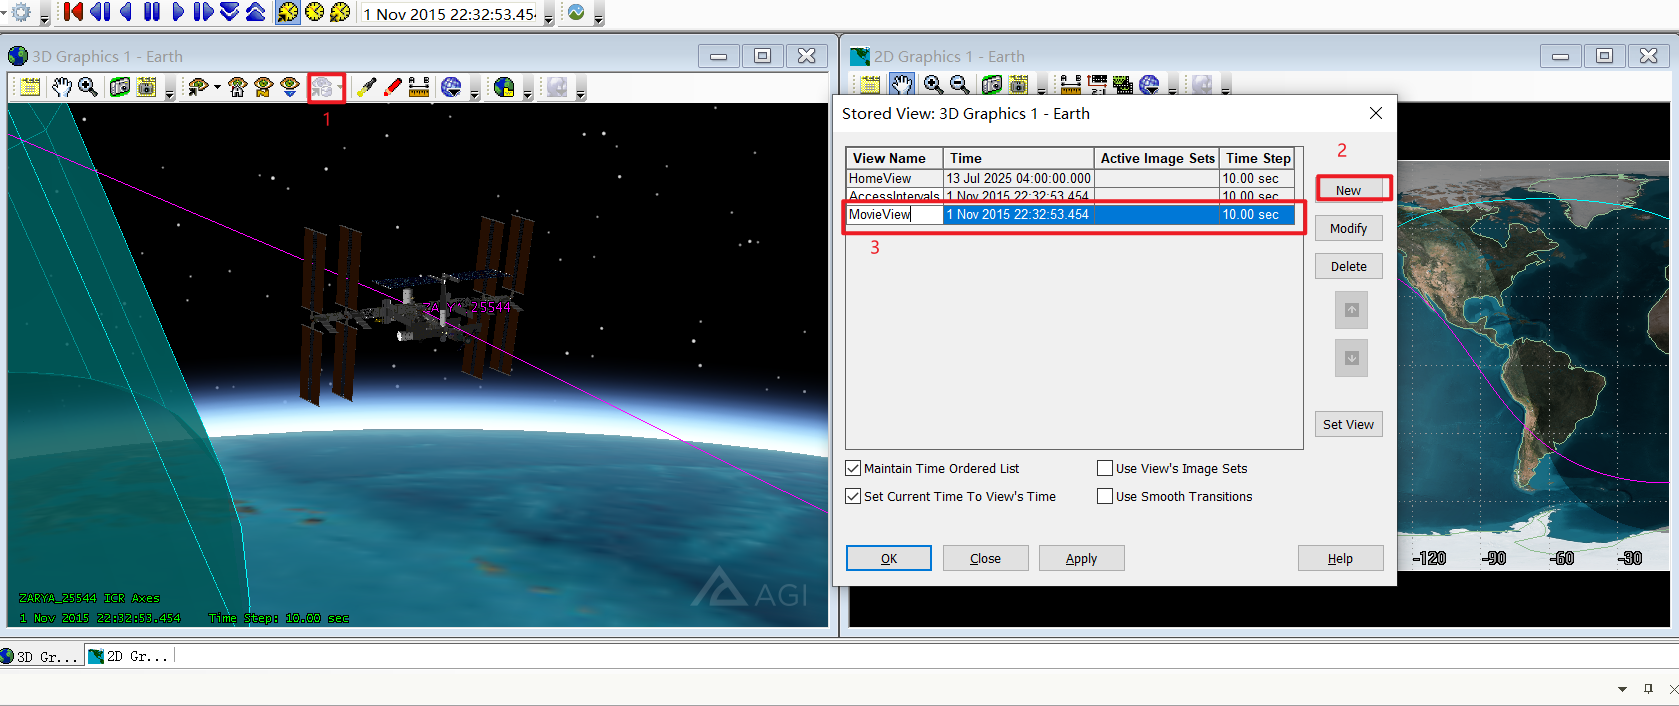 1 Nov 2015 22:32:53.454
3D Graphics 1 - Earth
1
ZARYA_25544
ZARYA_25544 ICR Axes
1 Nov 2015 22:32:53.454 Time Step: 10.00 sec
AGI
2D Graphics 1 - Earth
A B
Stored View: 3D Graphics 1 - Earth
View Name Time Active Image Sets Time Step
HomeView 13 Jul 2025 04:00:00.000 10.00 sec
AccessIntervals 1 Nov 2015 22:32:53.454 10.00 sec
MovieView 1 Nov 2015 22:32:53.454 10.00 sec
3
2
New
Modify
Delete
Set View
Maintain Time Ordered List
Use View's Image Sets
Set Current Time To View's Time
Use Smooth Transitions
OK
Close
Apply
Help
-120 -90 -60 -30
3D Gr...
2D Gr...